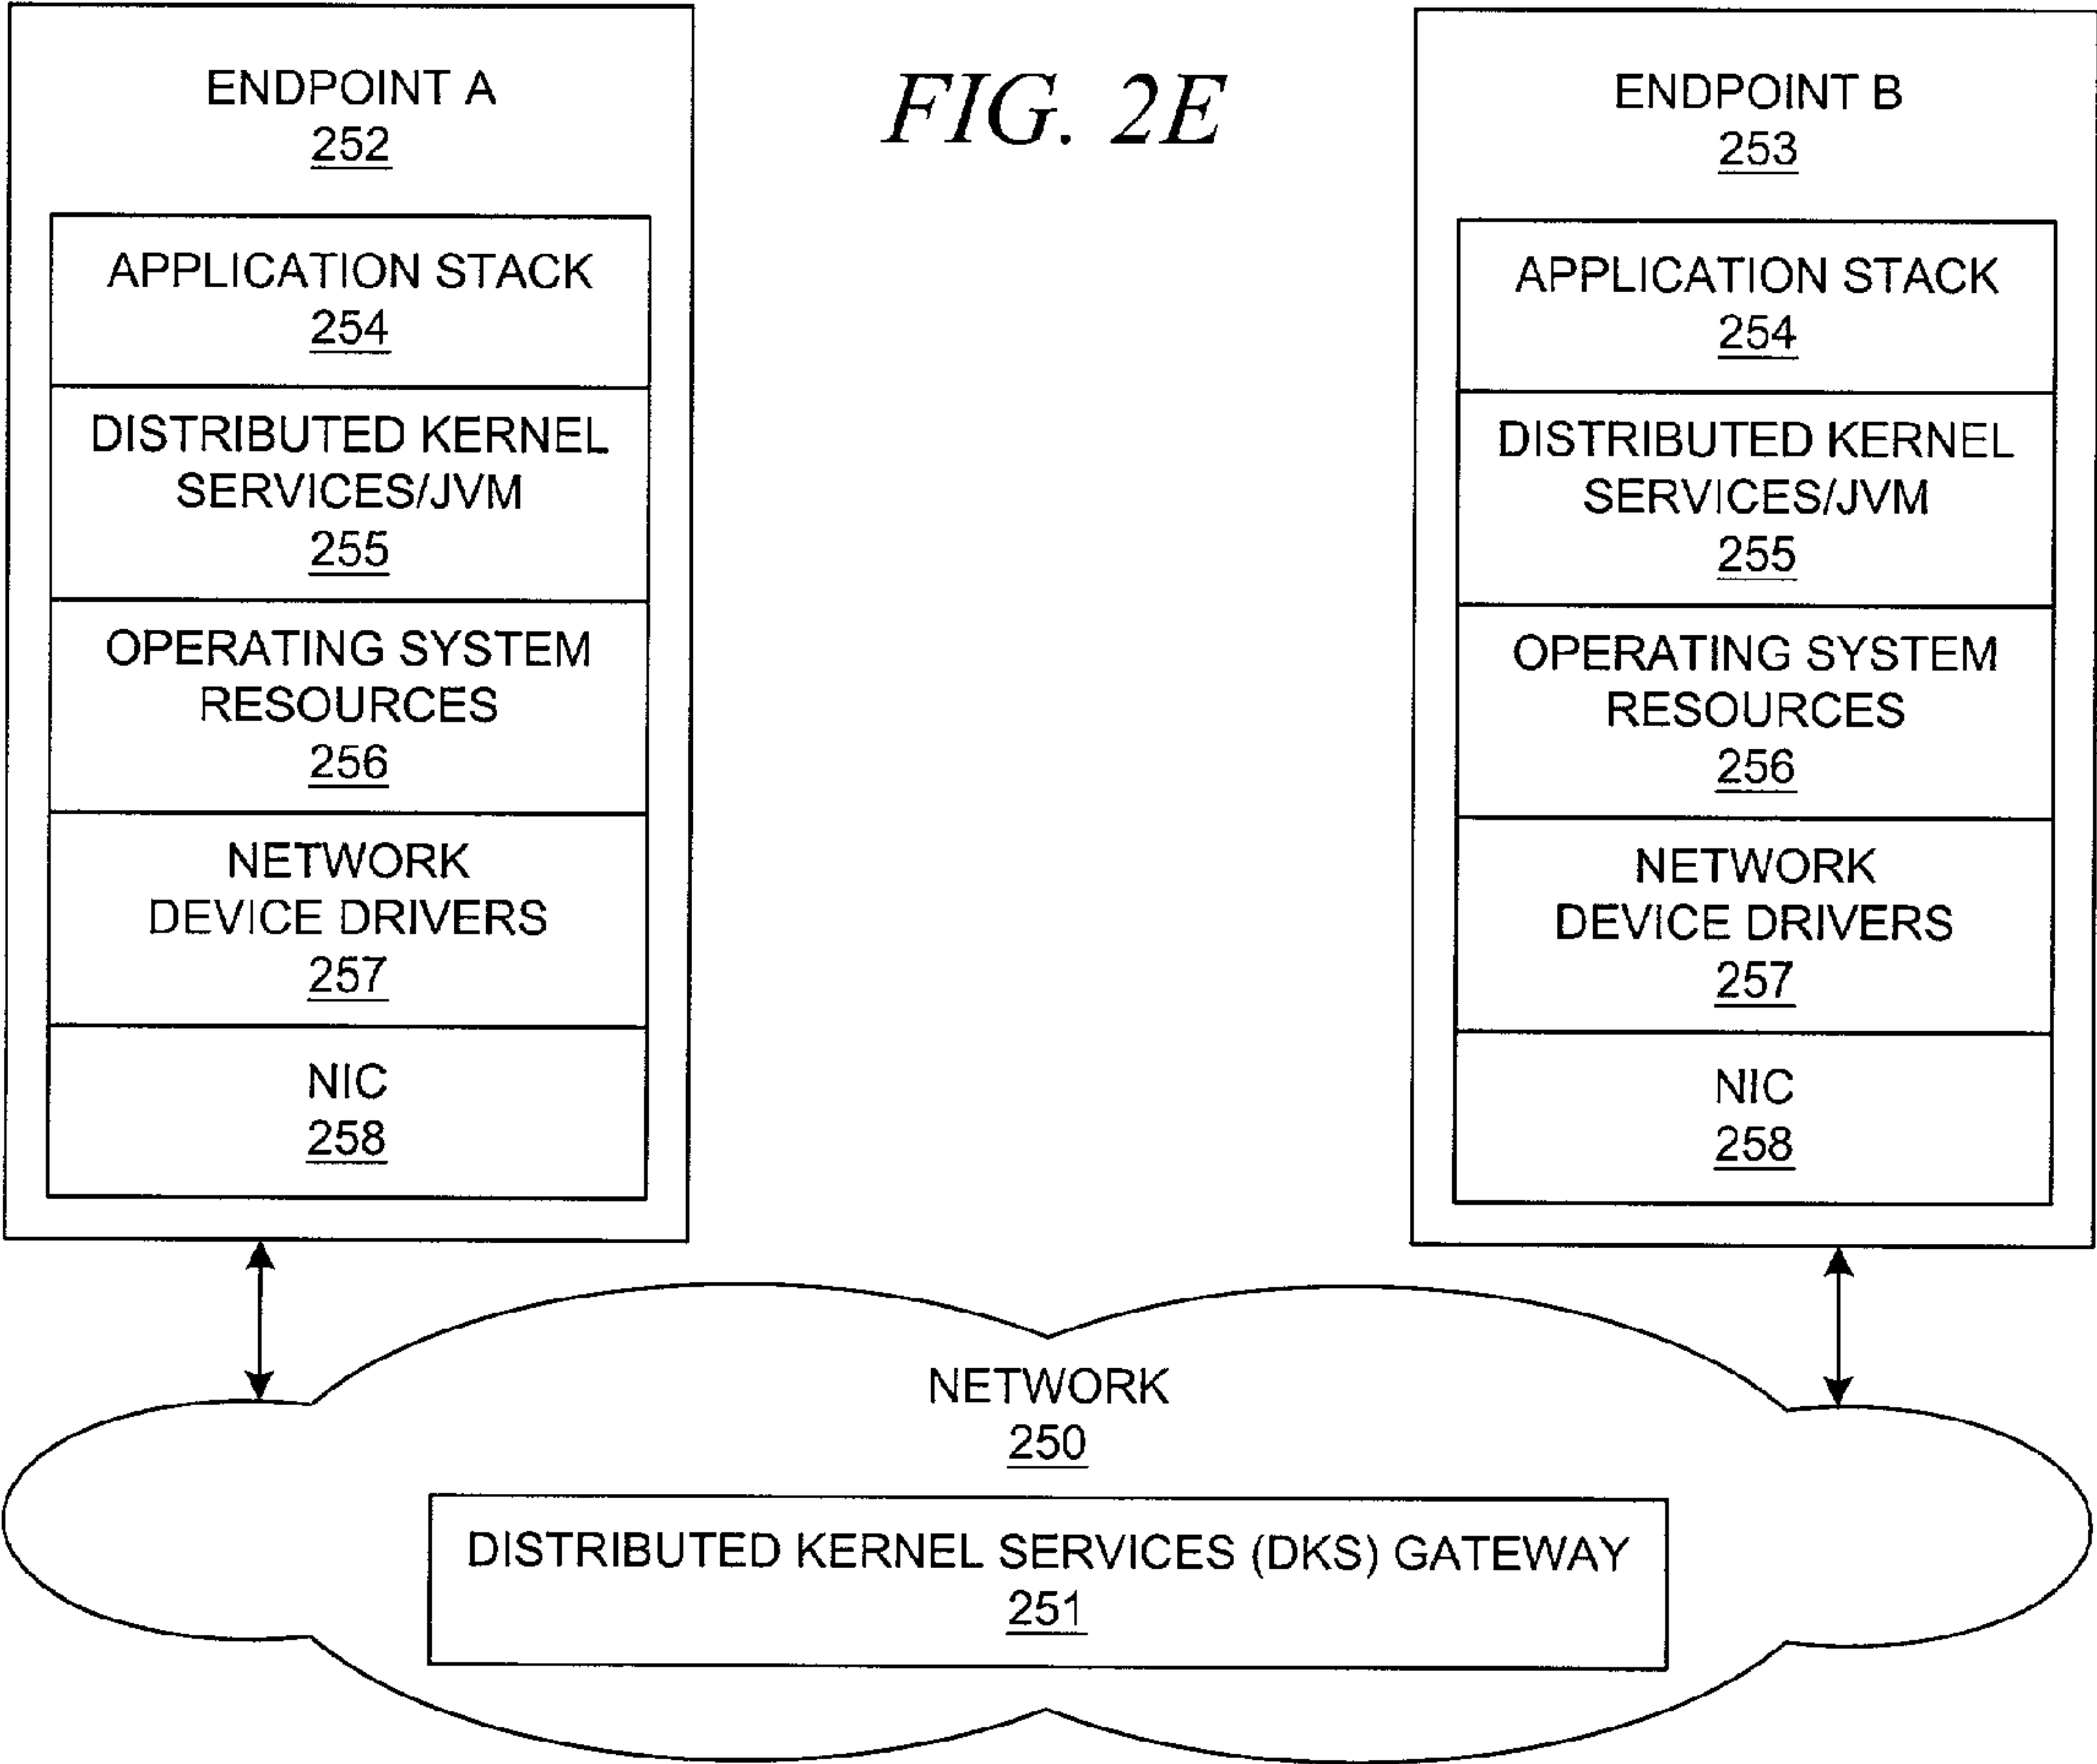 FIG. 2E
ENDPOINT A
252
APPLICATION STACK
254
DISTRIBUTED KERNEL
SERVICES/JVM
255
OPERATING SYSTEM
RESOURCES
256
NETWORK
DEVICE DRIVERS
257
NIC
258
ENDPOINT B
253
APPLICATION STACK
254
DISTRIBUTED KERNEL
SERVICES/JVM
255
OPERATING SYSTEM
RESOURCES
256
NETWORK
DEVICE DRIVERS
257
NIC
258
NETWORK
250
DISTRIBUTED KERNEL SERVICES (DKS) GATEWAY
251